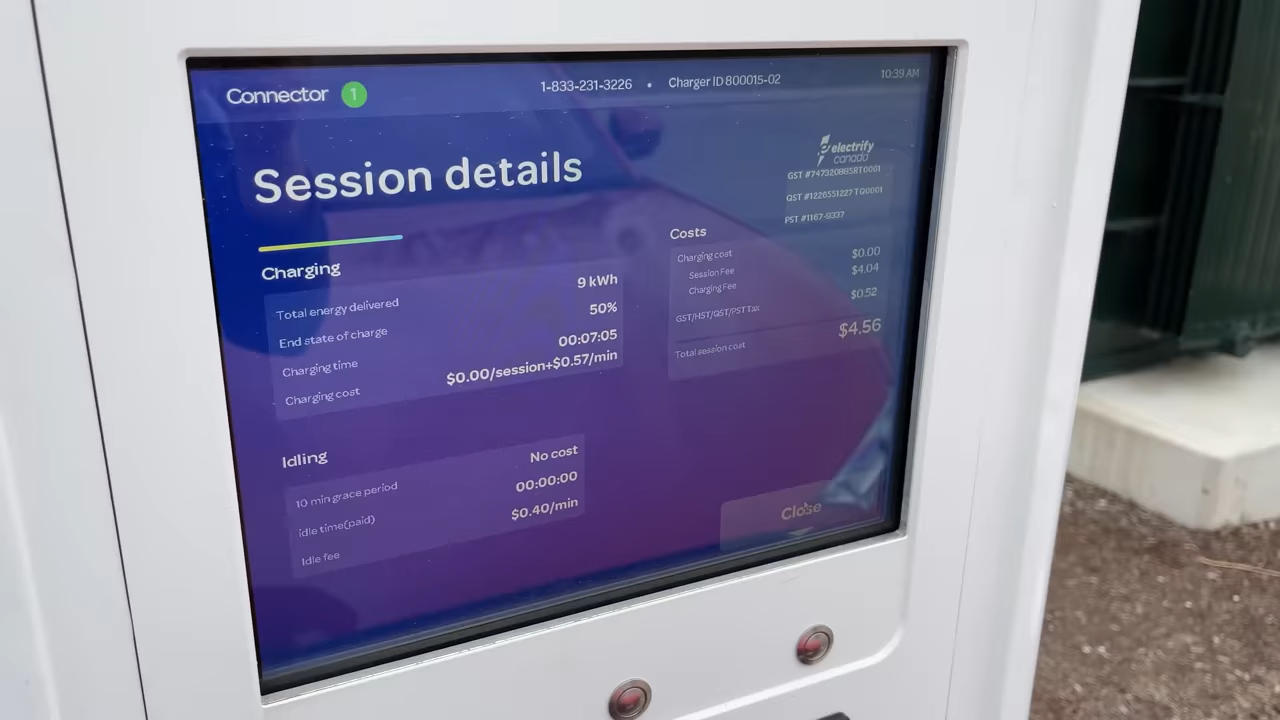 Connector 1
1-833-231-3226 • Charger ID 800015-02
10:39 AM
electrify
canada
GST #747320885RT0001
QST #1226551227 TQ0001
PST #1167-9337
Session details
Charging
Total energy delivered 9 kWh
End state of charge 50%
Charging time 00:07:05
Charging cost $0.00/session+$0.57/min
Costs
Charging cost
Session Fee $0.00
Charging Fee $4.04
GST/HST/QST/PST Tax $0.52
Total session cost $4.56
Idling
10 min grace period No cost
idle time(paid) 00:00:00
Idle fee $0.40/min
Close